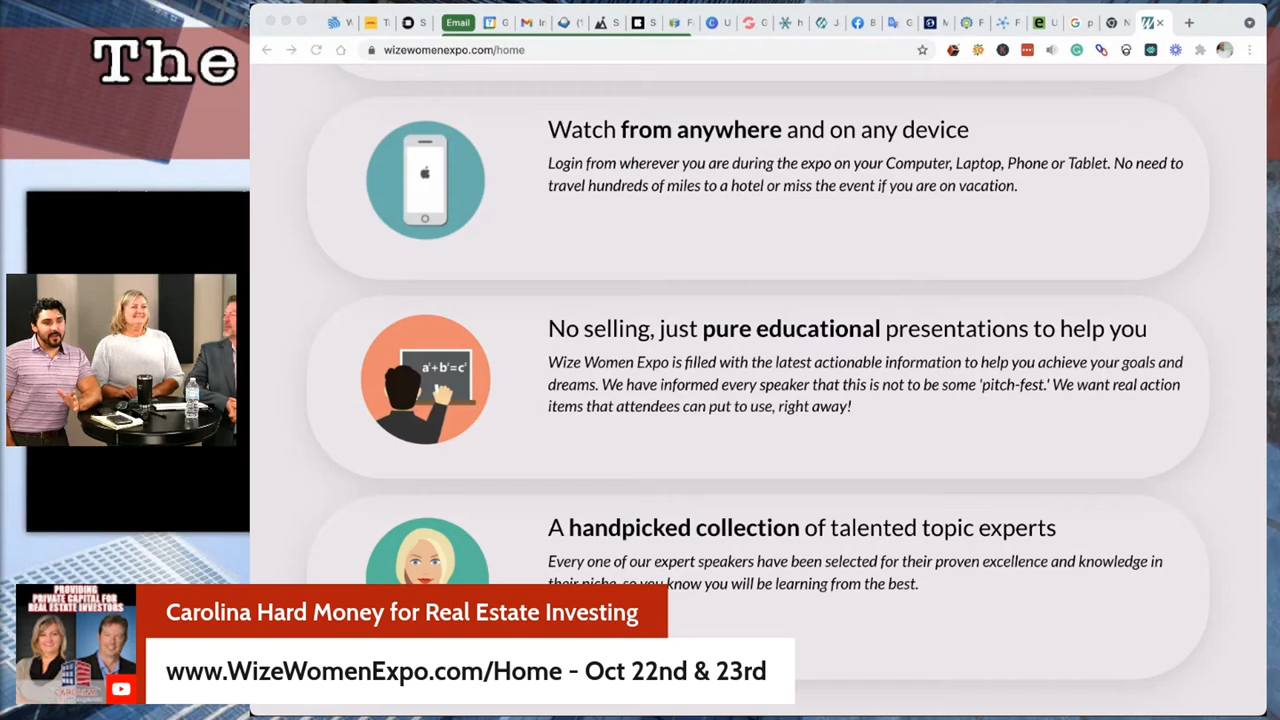 The
Email
wizewomenexpo.com/home
Watch from anywhere and on any device
Login from wherever you are during the expo on your Computer, Laptop, Phone or Tablet. No need to
travel hundreds of miles to a hotel or miss the event if you are on vacation.
No selling, just pure educational presentations to help you
a²+b²=c²
Wize Women Expo is filled with the latest actionable information to help you achieve your goals and
dreams. We have informed every speaker that this is not to be some 'pitch-fest.' We want real action
items that attendees can put to use, right away!
A handpicked collection of talented topic experts
Every one of our expert speakers have been selected for their proven excellence and knowledge in
their niche, so you know you will be learning from the best.
PROVIDING
PRIVATE CAPITAL FOR
REAL ESTATE INVESTORS
Carolina Hard Money for Real Estate Investing
www.WizeWomenExpo.com/Home - Oct 22nd & 23rd